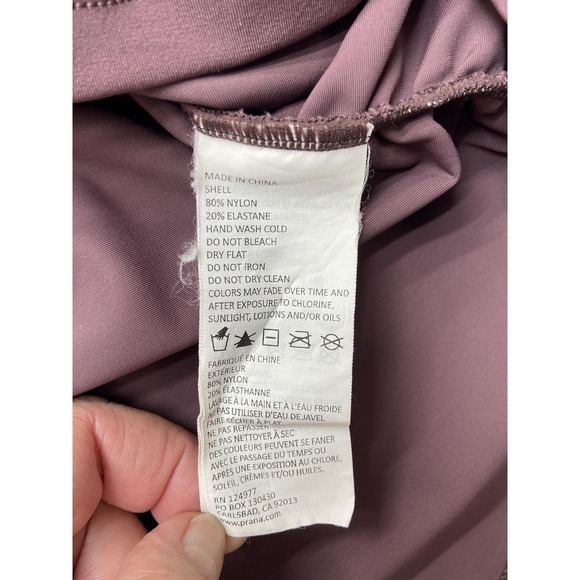 MADE IN CHINA
SHELL
80% NYLON
20% ELASTANE
HAND WASH COLD
DO NOT BLEACH
DRY FLAT
DO NOT IRON
DO NOT DRY CLEAN
COLORS MAY FADE OVER TIME AND
AFTER EXPOSURE TO CHLORINE,
SUNLIGHT, LOTIONS AND/OR OILS
FABRIQUÉ EN CHINE
EXTÉRIEUR
80% NYLON
20% ÉLASTHANNE
LAVAGE À LA MAIN ET À L'EAU FROIDE
NE PAS UTILISER D'EAU DE JAVEL
FAIRE SÉCHER À PLAT
NE PAS REPASSER
NE PAS NETTOYER À SEC
DES COULEURS PEUVENT SE FANER
AVEC LE PASSAGE DU TEMPS OU
APRÈS UNE EXPOSITION AU CHLORE,
SOLEIL, CRÈMES ET/OU HUILES.
RN 124977
PO BOX 130430
CARLSBAD, CA 92013
www.prana.com